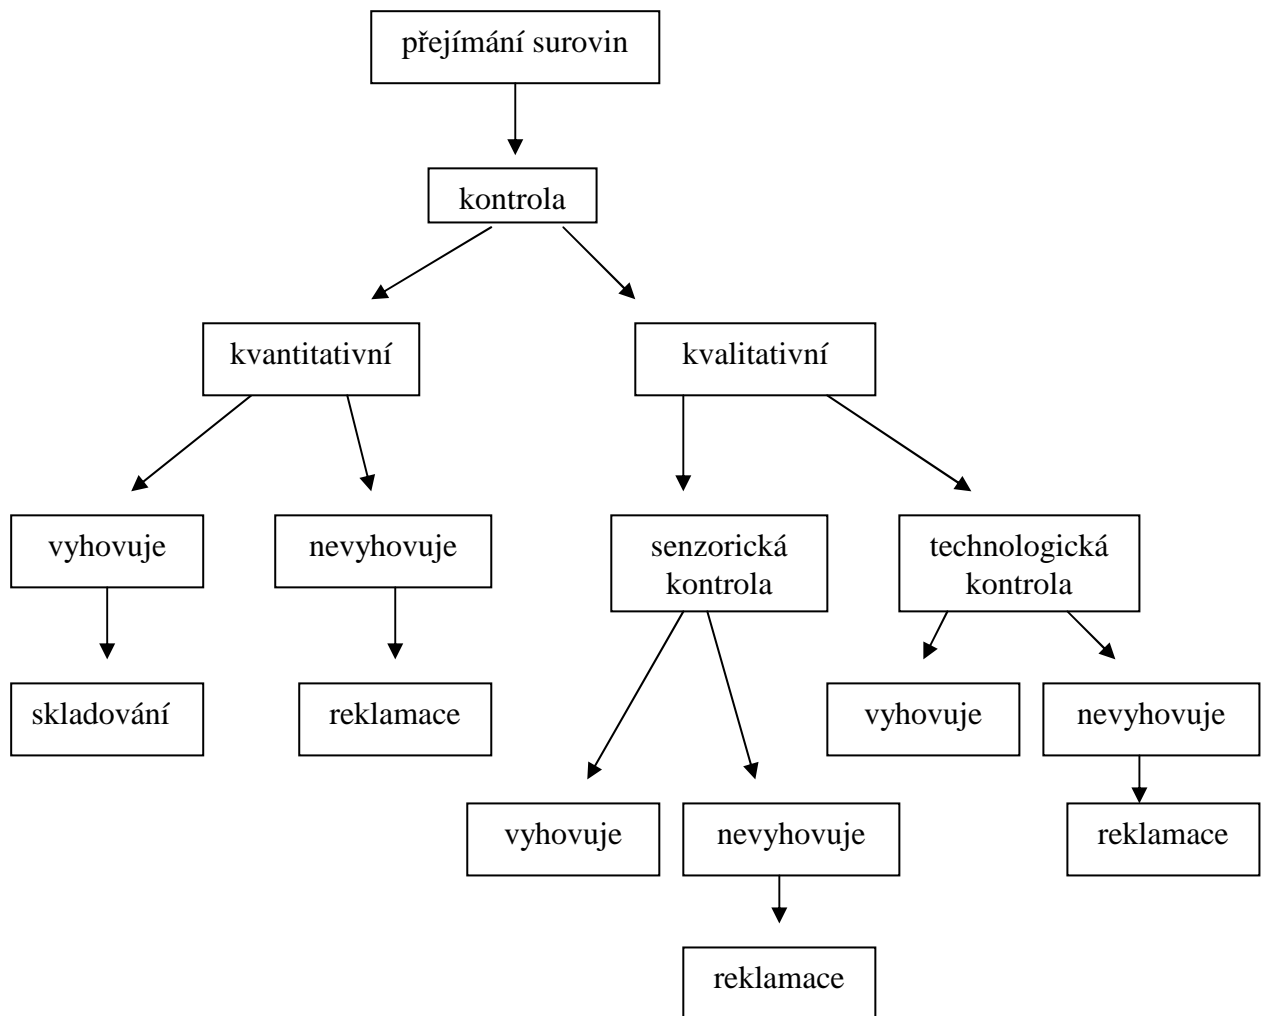 přejímání surovin
kontrola
kvantitativní
kvalitativní
vyhovuje
nevyhovuje
senzorická
kontrola
technologická
kontrola
skladování
reklamace
vyhovuje
nevyhovuje
vyhovuje
nevyhovuje
reklamace
reklamace